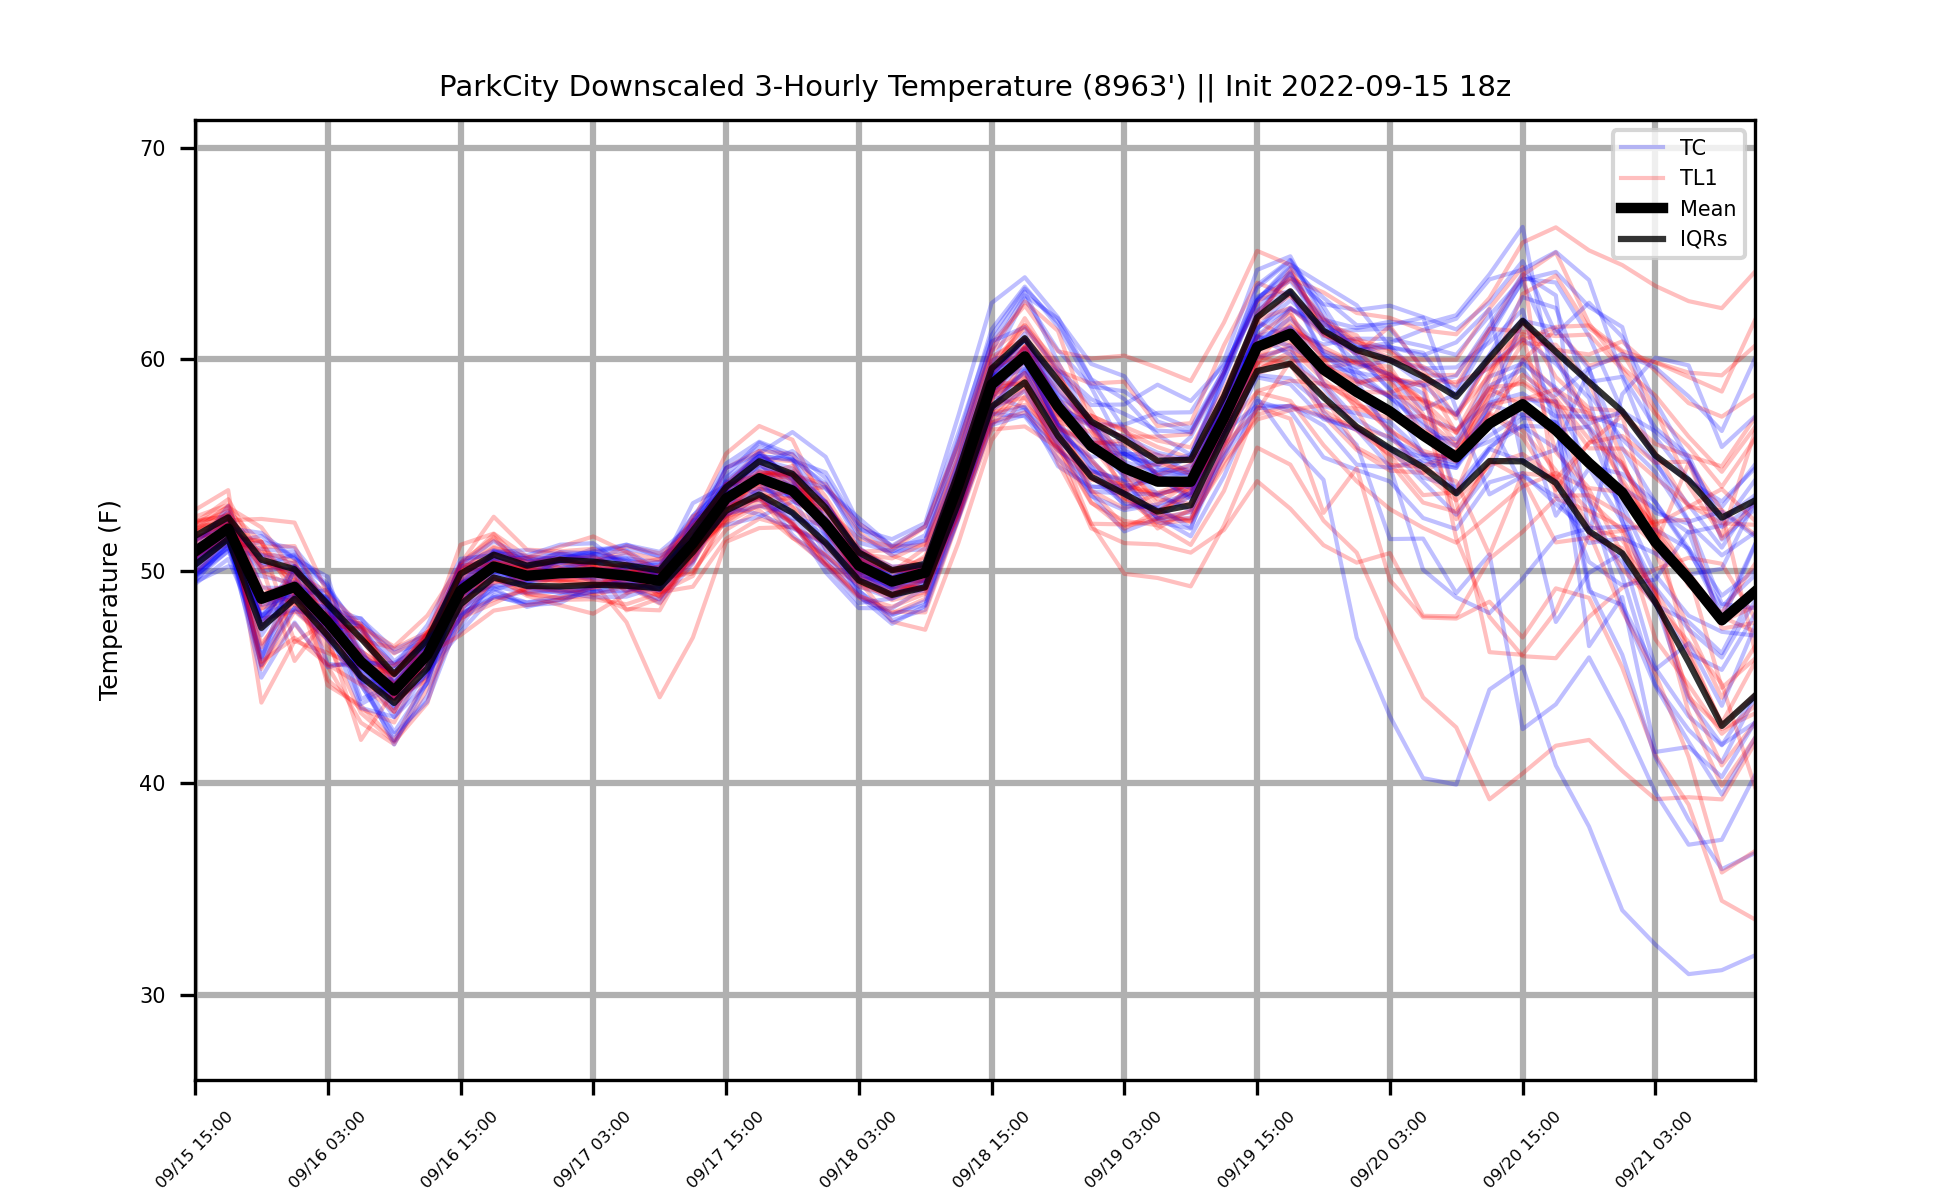 ParkCity Downscaled 3-Hourly Temperature (8963') || Init 2022-09-15 18z
TC
TL1
Mean
IQRs
Temperature (F)
70
60
50
40
30
09/15 15:00
09/16 03:00
09/16 15:00
09/17 03:00
09/17 15:00
09/18 03:00
09/18 15:00
09/19 03:00
09/19 15:00
09/20 03:00
09/20 15:00
09/21 03:00